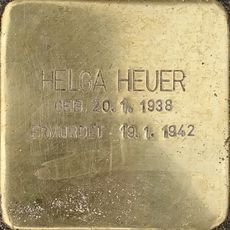 HELGA HEUER
GEB. 20. 1. 1938
ERMORDET 19. 1. 1942